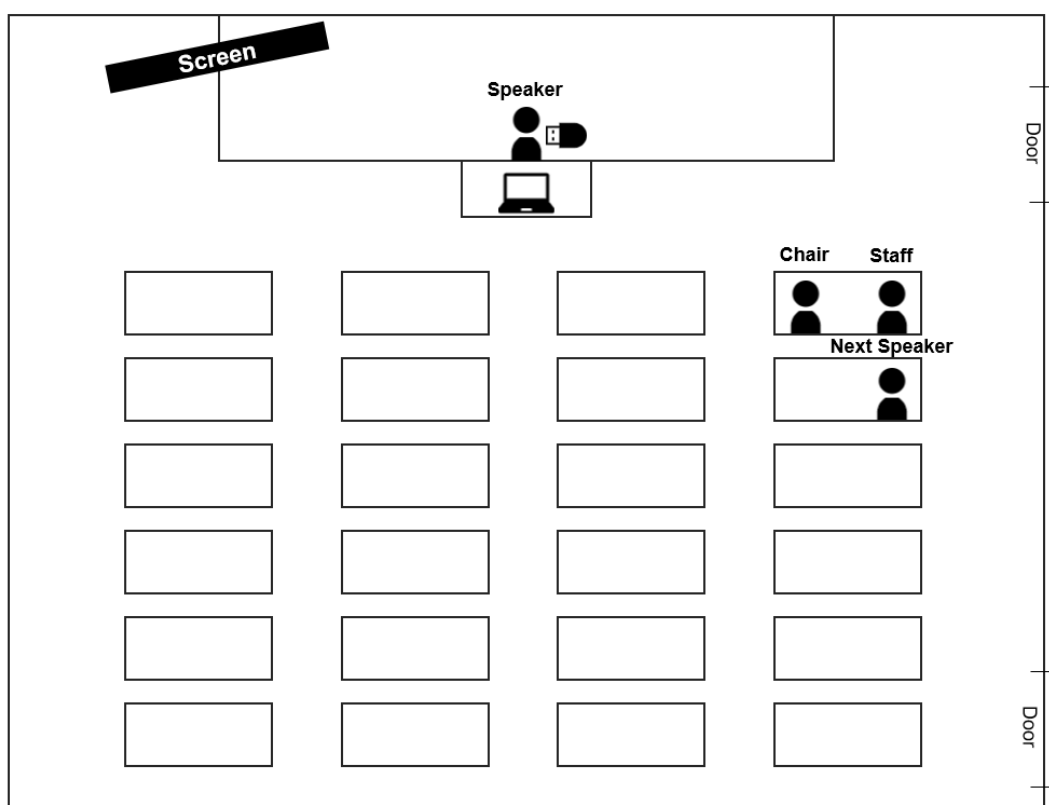 Screen
Speaker
Door
Chair
Staff
Next Speaker
Door